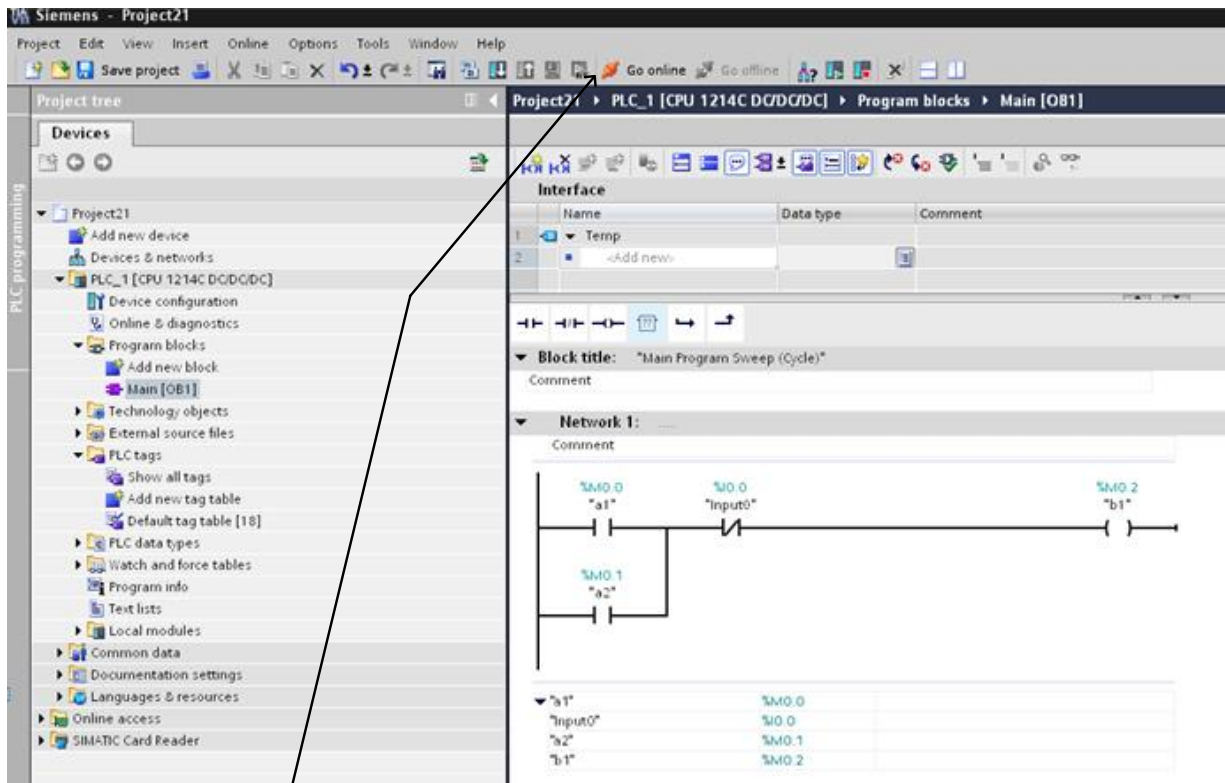 Siemens - Project21
Project Edit View Insert Online Options Tools Window Help
Save project Go online Go offline
Project tree
Project21 PLC_1 [CPU 1214C DC/DC/DC] Program blocks Main [OB1]
Devices
PLC programming
Project21
Add new device
Devices & networks
PLC_1 [CPU 1214C DC/DC/DC]
Device configuration
Online & diagnostics
Program blocks
Add new block
Main [OB1]
Technology objects
External source files
PLC tags
Show all tags
Add new tag table
Default tag table [18]
PLC data types
Watch and force tables
Program info
Text lists
Local modules
Common data
Documentation settings
Languages & resources
Online access
SIMATIC Card Reader
Interface
Name Data type Comment
1 Temp
2 <Add new>
Block title: "Main Program Sweep (Cycle)"
Comment
Network 1: .....
Comment
%M0.0 %I0.0 %M0.2
"a1" "Input0" "b1"
%M0.1
"a2"
"a1" %M0.0
"Input0" %I0.0
"a2" %M0.1
"b1" %M0.2